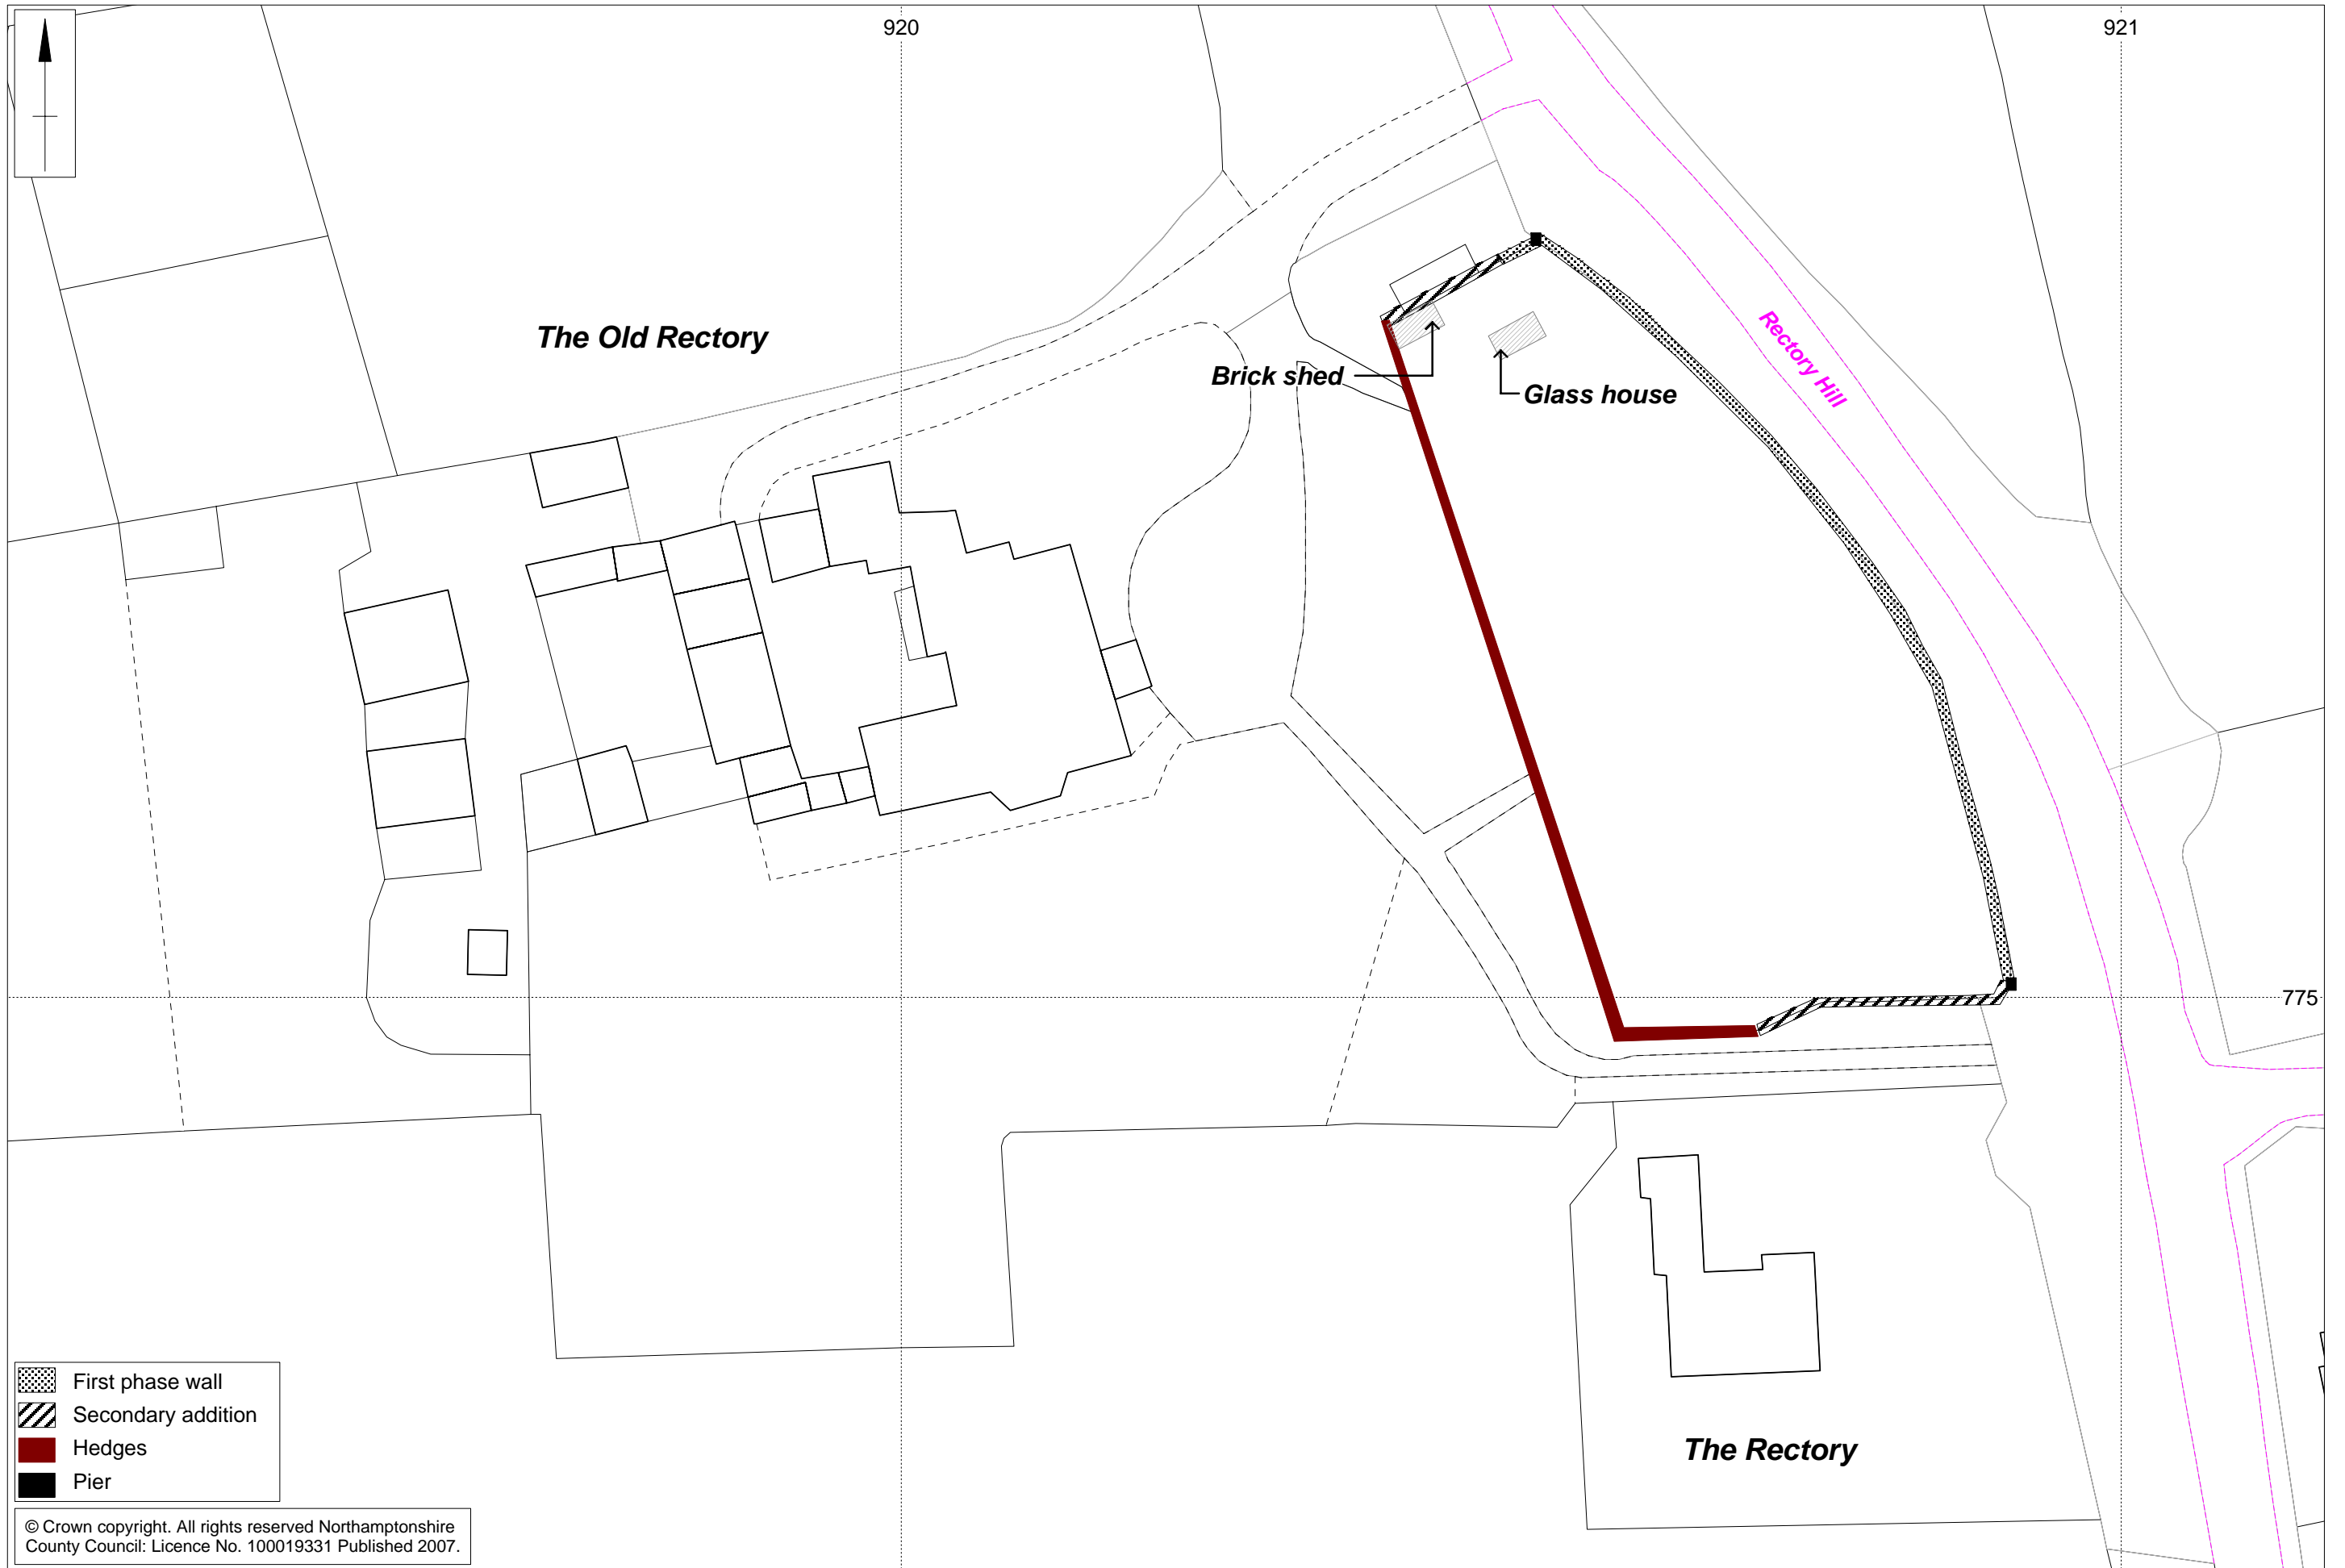 920
921
The Old Rectory
Rectory Hill
Brick shed
Glass house
775
First phase wall
Secondary addition
Hedges
Pier
The Rectory
© Crown copyright. All rights reserved Northamptonshire
County Council: Licence No. 100019331 Published 2007.